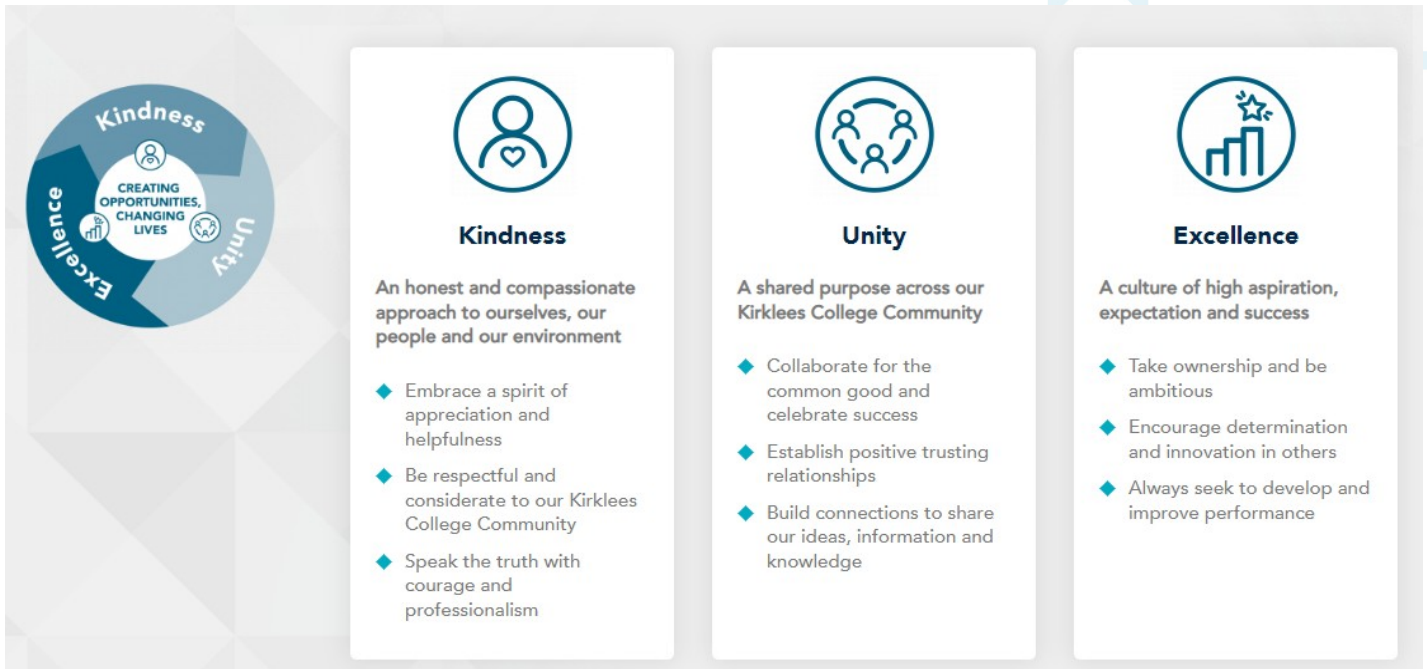 Kindness
CREATING
OPPORTUNITIES,
CHANGING
LIVES
Excellence
Unity
Kindness
An honest and compassionate
approach to ourselves, our
people and our environment
Embrace a spirit of
appreciation and
helpfulness
Be respectful and
considerate to our Kirklees
College Community
Speak the truth with
courage and
professionalism
Unity
A shared purpose across our
Kirklees College Community
Collaborate for the
common good and
celebrate success
Establish positive trusting
relationships
Build connections to share
our ideas, information and
knowledge
Excellence
A culture of high aspiration,
expectation and success
Take ownership and be
ambitious
Encourage determination
and innovation in others
Always seek to develop and
improve performance